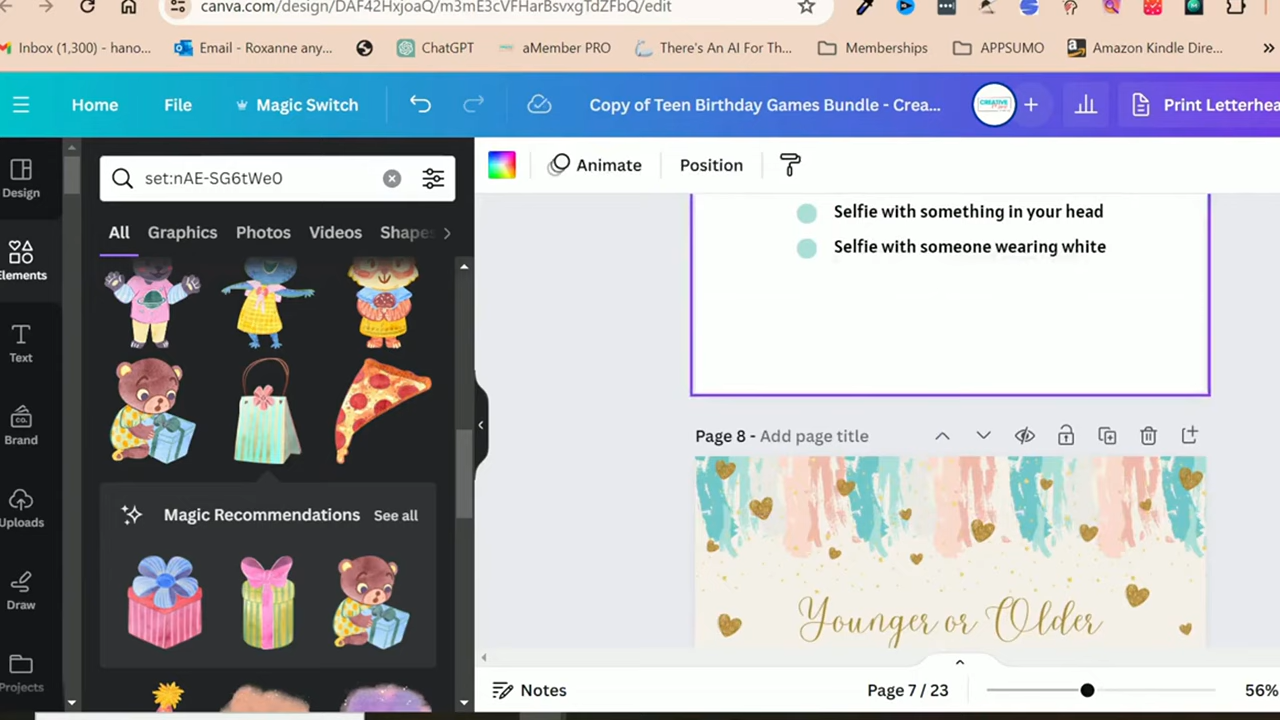 canva.com/design/DAF42HxjoaQ/m3mE3cVFHarBsvxgTdZFbQ/edit
Inbox (1,300) - hano...
Email - Roxanne any...
ChatGPT
aMember PRO
There's An AI For Th...
Memberships
APPSUMO
Amazon Kindle Dire...
»
Home
File
Magic Switch
Copy of Teen Birthday Games Bundle - Crea...
CREATIVE
Print Letterhea
Design
Elements
Text
Brand
Uploads
Draw
Projects
set:nAE-SG6tWe0
All
Graphics
Photos
Videos
Shapes
Magic Recommendations
See all
Animate
Position
Selfie with something in your head
Selfie with someone wearing white
Page 8 - Add page title
Younger or Older
Notes
Page 7 / 23
56%